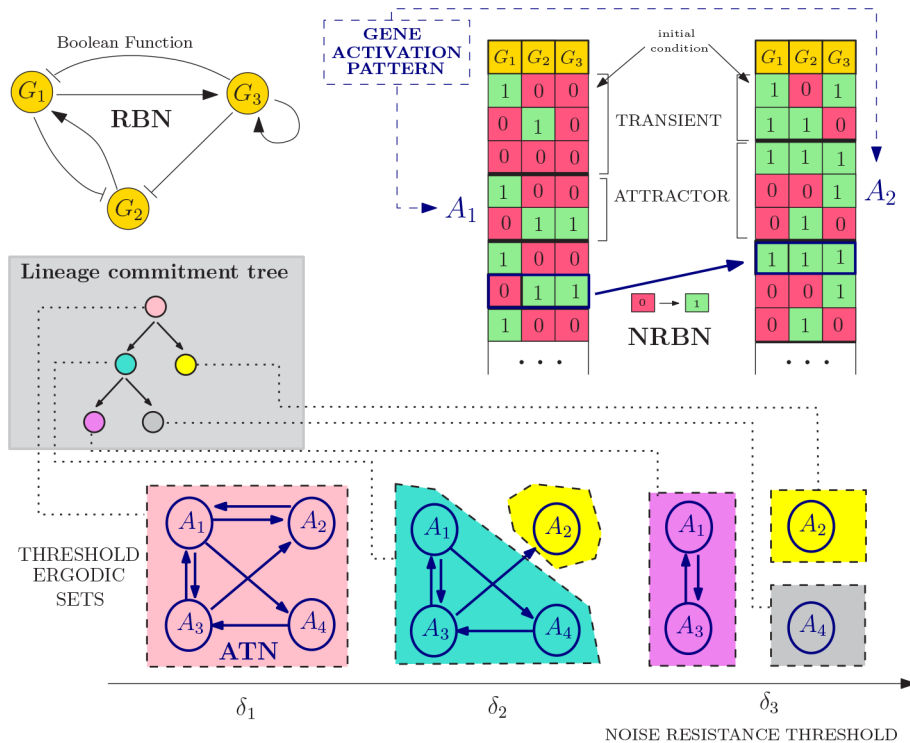 Boolean Function
G1
RBN
G3
G2
GENE
ACTIVATION
PATTERN
initial
condition
G1 G2 G3
1 0 0
0 1 0
0 0 0
1 0 0
0 1 1
1 0 0
0 1 1
1 0 0
· · ·
TRANSIENT
ATTRACTOR
A1
G1 G2 G3
1 0 1
1 1 0
1 1 1
0 0 1
0 1 0
1 1 1
0 0 1
0 1 0
· · ·
A2
0 → 1
NRBN
Lineage commitment tree
THRESHOLD
ERGODIC
SETS
A1 A2
A3 A4
ATN
A1 A2
A3 A4
A1
A3
A2
A4
δ1 δ2 δ3
NOISE RESISTANCE THRESHOLD